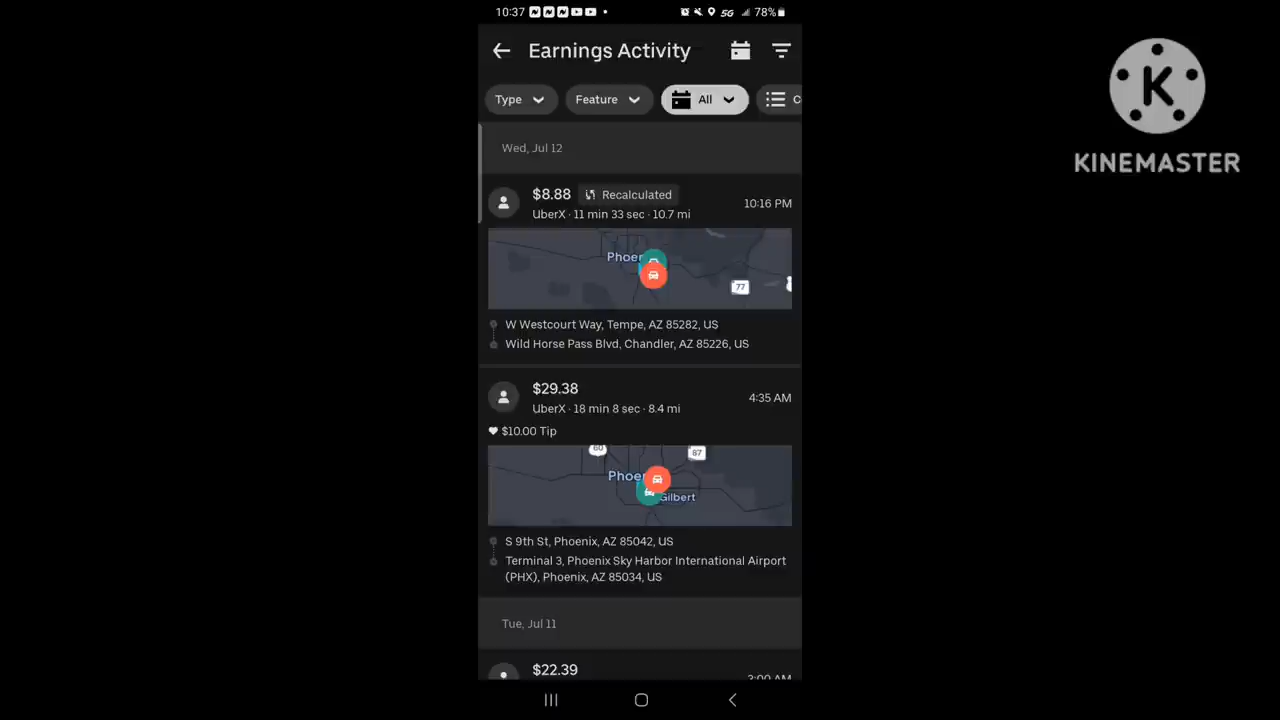 10:37
5G
78%
Earnings Activity
Type
Feature
All
C
Wed, Jul 12
$8.88 Recalculated
UberX · 11 min 33 sec · 10.7 mi
10:16 PM
Phoen
77
W Westcourt Way, Tempe, AZ 85282, US
Wild Horse Pass Blvd, Chandler, AZ 85226, US
$29.38
UberX · 18 min 8 sec · 8.4 mi
4:35 AM
$10.00 Tip
60
87
Phoen
Gilbert
S 9th St, Phoenix, AZ 85042, US
Terminal 3, Phoenix Sky Harbor International Airport
(PHX), Phoenix, AZ 85034, US
Tue, Jul 11
$22.39
3:00 AM
K
KINEMASTER